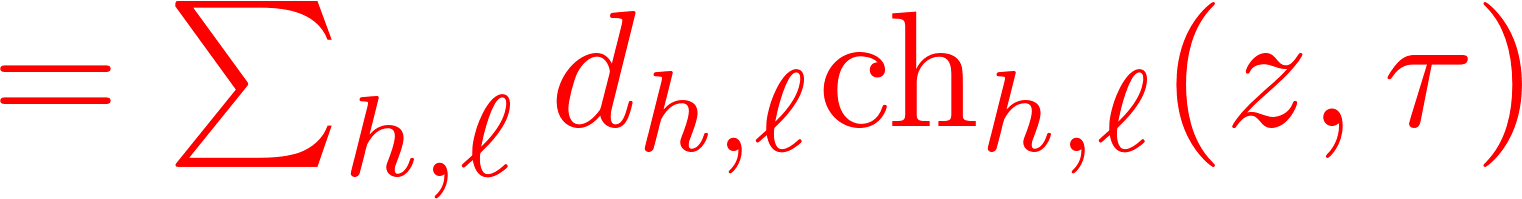 = ∑_{h,ℓ} d_{h,ℓ} ch_{h,ℓ}(z, τ)